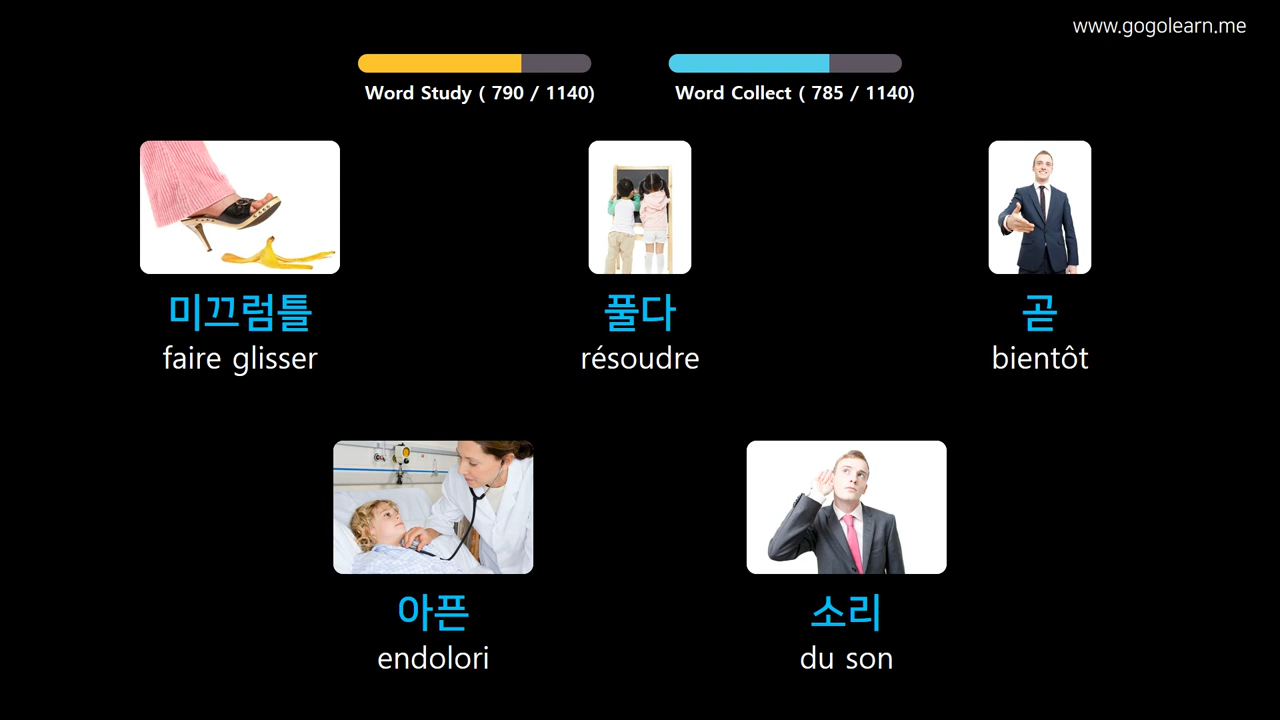 www.gogolearn.me
Word Study ( 790 / 1140)
Word Collect ( 785 / 1140)
미끄럼틀
faire glisser
풀다
résoudre
곧
bientôt
아픈
endolori
소리
du son